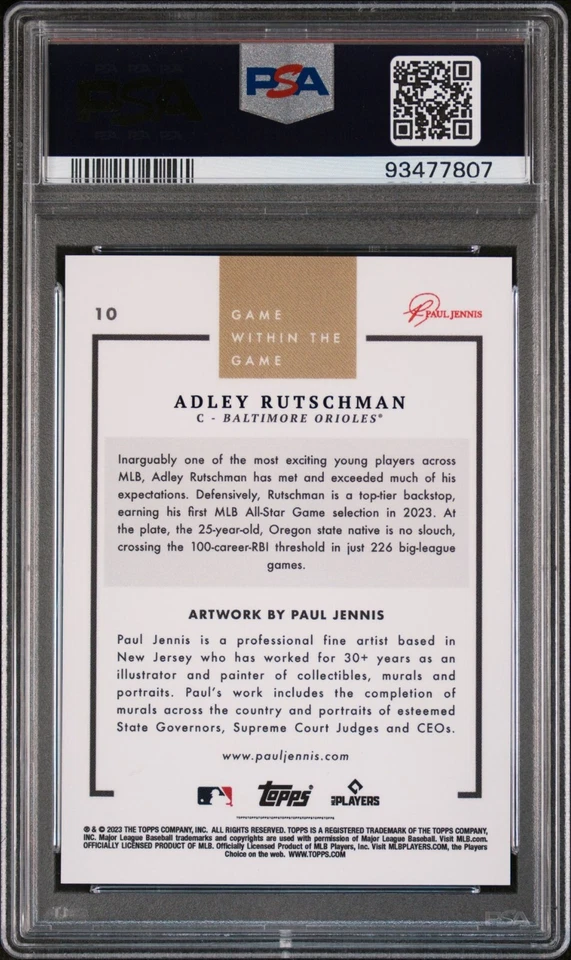 PSA
93477807
10
GAME
WITHIN THE
GAME
PAUL JENNIS
ADLEY RUTSCHMAN
C - BALTIMORE ORIOLES®
Inarguably one of the most exciting young players across
MLB, Adley Rutschman has met and exceeded much of his
expectations. Defensively, Rutschman is a top-tier backstop,
earning his first MLB All-Star Game selection in 2023. At
the plate, the 25-year-old, Oregon state native is no slouch,
crossing the 100-career-RBI threshold in just 226 big-league
games.
ARTWORK BY PAUL JENNIS
Paul Jennis is a professional fine artist based in
New Jersey who has worked for 30+ years as an
illustrator and painter of collectibles, murals and
portraits. Paul's work includes the completion of
murals across the country and portraits of esteemed
State Governors, Supreme Court Judges and CEOs.
www.pauljennis.com
topps
PLAYERS
® & © 2023 THE TOPPS COMPANY, INC. ALL RIGHTS RESERVED. TOPPS IS A REGISTERED TRADEMARK OF THE TOPPS COMPANY,
INC. Major League Baseball trademarks and copyrights are used with permission of Major League Baseball. Visit MLB.com.
OFFICIALLY LICENSED PRODUCT OF MLB. Officially Licensed Product of MLB Players, Inc. Visit MLBPLAYERS.COM, the Players
Choice on the web. WWW.TOPPS.COM
PSA